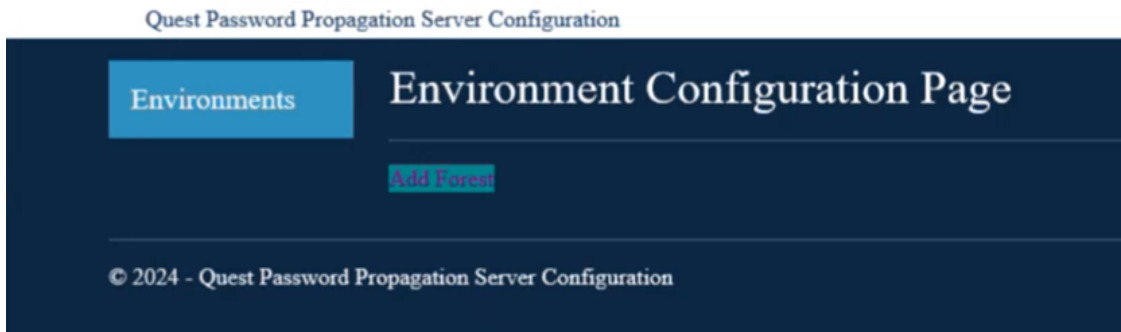 Quest Password Propagation Server Configuration
Environments
Environment Configuration Page
Add Forest
© 2024 - Quest Password Propagation Server Configuration